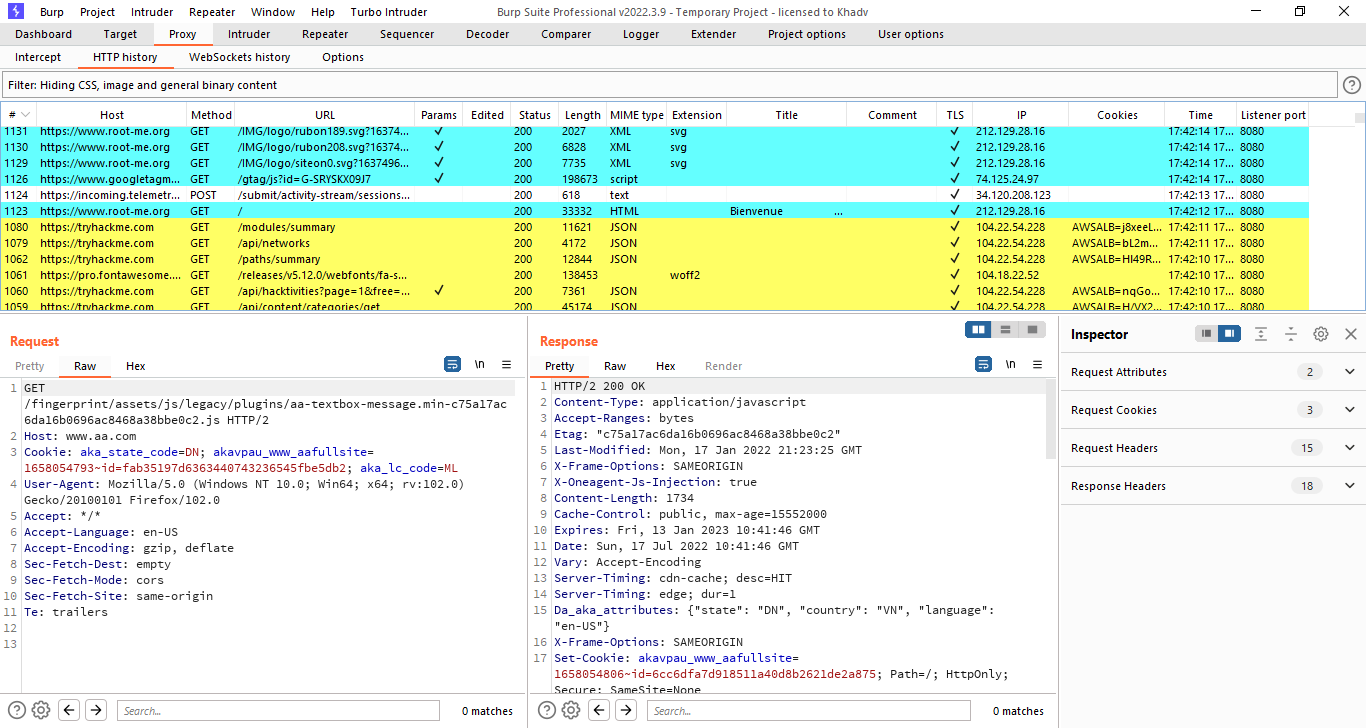 Burp Project Intruder Repeater Window Help Turbo Intruder Burp Suite Professional v2022.3.9 - Temporary Project - licensed to Khadv
Dashboard Target Proxy Intruder Repeater Sequencer Decoder Comparer Logger Extender Project options User options
Intercept HTTP history WebSockets history Options
Filter: Hiding CSS, image and general binary content
# Host Method URL Params Edited Status Length MIME type Extension Title Comment TLS IP Cookies Time Listener port
1131 https://www.root-me.org GET /IMG/logo/rubon189.svg?16374... ✓ 200 2027 XML svg ✓ 212.129.28.16 17:42:14 17... 8080
1130 https://www.root-me.org GET /IMG/logo/rubon208.svg?16374... ✓ 200 6828 XML svg ✓ 212.129.28.16 17:42:14 17... 8080
1129 https://www.root-me.org GET /IMG/logo/siteon0.svg?1637496... ✓ 200 7735 XML svg ✓ 212.129.28.16 17:42:14 17... 8080
1126 https://www.googletagm... GET /gtag/js?id=G-SRYSKX09J7 ✓ 200 198673 script ✓ 74.125.24.97 17:42:14 17... 8080
1124 https://incoming.telemetr... POST /submit/activity-stream/sessions... 200 618 text ✓ 34.120.208.123 17:42:13 17... 8080
1123 https://www.root-me.org GET / 200 33332 HTML Bienvenue ... ✓ 212.129.28.16 17:42:12 17... 8080
1080 https://tryhackme.com GET /modules/summary 200 11621 JSON ✓ 104.22.54.228 AWSALB=j8xeeL... 17:42:11 17... 8080
1079 https://tryhackme.com GET /api/networks 200 4172 JSON ✓ 104.22.54.228 AWSALB=bL2m... 17:42:11 17... 8080
1062 https://tryhackme.com GET /paths/summary 200 12844 JSON ✓ 104.22.54.228 AWSALB=HI49R... 17:42:10 17... 8080
1061 https://pro.fontawesome.... GET /releases/v5.12.0/webfonts/fa-s... 200 138453 woff2 ✓ 104.18.22.52 17:42:10 17... 8080
1060 https://tryhackme.com GET /api/hacktivities?page=1&free=... ✓ 200 7361 JSON ✓ 104.22.54.228 AWSALB=nqGo... 17:42:10 17... 8080
1059 https://tryhackme.com GET /api/content/categories/get 200 45174 JSON ✓ 104.22.54.228 AWSALB=H/VX2... 17:42:10 17... 8080
Request
Pretty Raw Hex \n
1 GET
/fingerprint/assets/js/legacy/plugins/aa-textbox-message.min-c75a17ac
6da16b0696ac8468a38bbe0c2.js HTTP/2
2 Host: www.aa.com
3 Cookie: aka_state_code=DN; akavpau_www_aafullsite=
1658054793~id=fab35197d6363440743236545fbe5db2; aka_lc_code=ML
4 User-Agent: Mozilla/5.0 (Windows NT 10.0; Win64; x64; rv:102.0)
Gecko/20100101 Firefox/102.0
5 Accept: */*
6 Accept-Language: en-US
7 Accept-Encoding: gzip, deflate
8 Sec-Fetch-Dest: empty
9 Sec-Fetch-Mode: cors
10 Sec-Fetch-Site: same-origin
11 Te: trailers
12
13
Search...
0 matches
Response
Pretty Raw Hex Render \n
1 HTTP/2 200 OK
2 Content-Type: application/javascript
3 Accept-Ranges: bytes
4 Etag: "c75a17ac6da16b0696ac8468a38bbe0c2"
5 Last-Modified: Mon, 17 Jan 2022 21:23:25 GMT
6 X-Frame-Options: SAMEORIGIN
7 X-Oneagent-Js-Injection: true
8 Content-Length: 1734
9 Cache-Control: public, max-age=15552000
10 Expires: Fri, 13 Jan 2023 10:41:46 GMT
11 Date: Sun, 17 Jul 2022 10:41:46 GMT
12 Vary: Accept-Encoding
13 Server-Timing: cdn-cache; desc=HIT
14 Server-Timing: edge; dur=1
15 Da_aka_attributes: {"state": "DN", "country": "VN", "language":
"en-US"}
16 X-Frame-Options: SAMEORIGIN
17 Set-Cookie: akavpau_www_aafullsite=
1658054806~id=6cc6dfa7d918511a40d8b2621de2a875; Path=/; HttpOnly;
Secure; SameSite=None
Search...
0 matches
Inspector
Request Attributes 2
Request Cookies 3
Request Headers 15
Response Headers 18